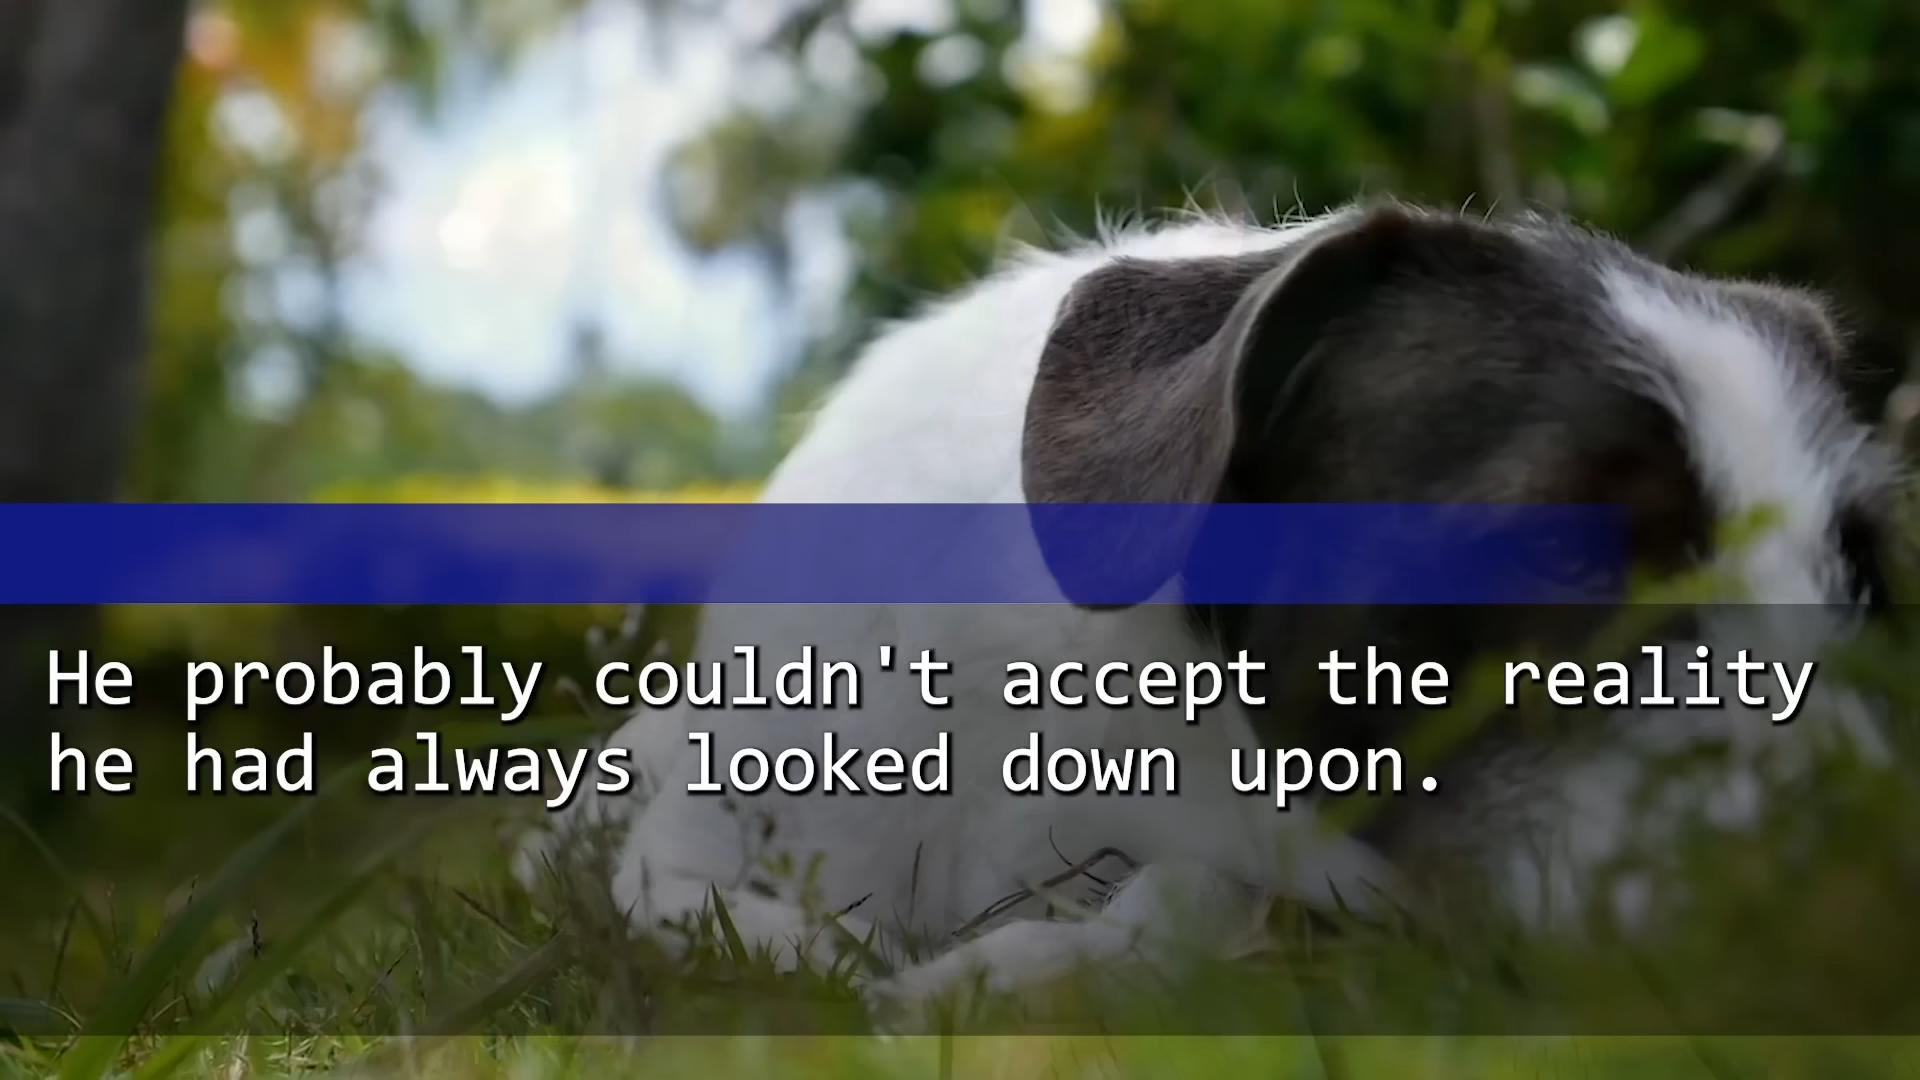 He probably couldn't accept the reality
he had always looked down upon.